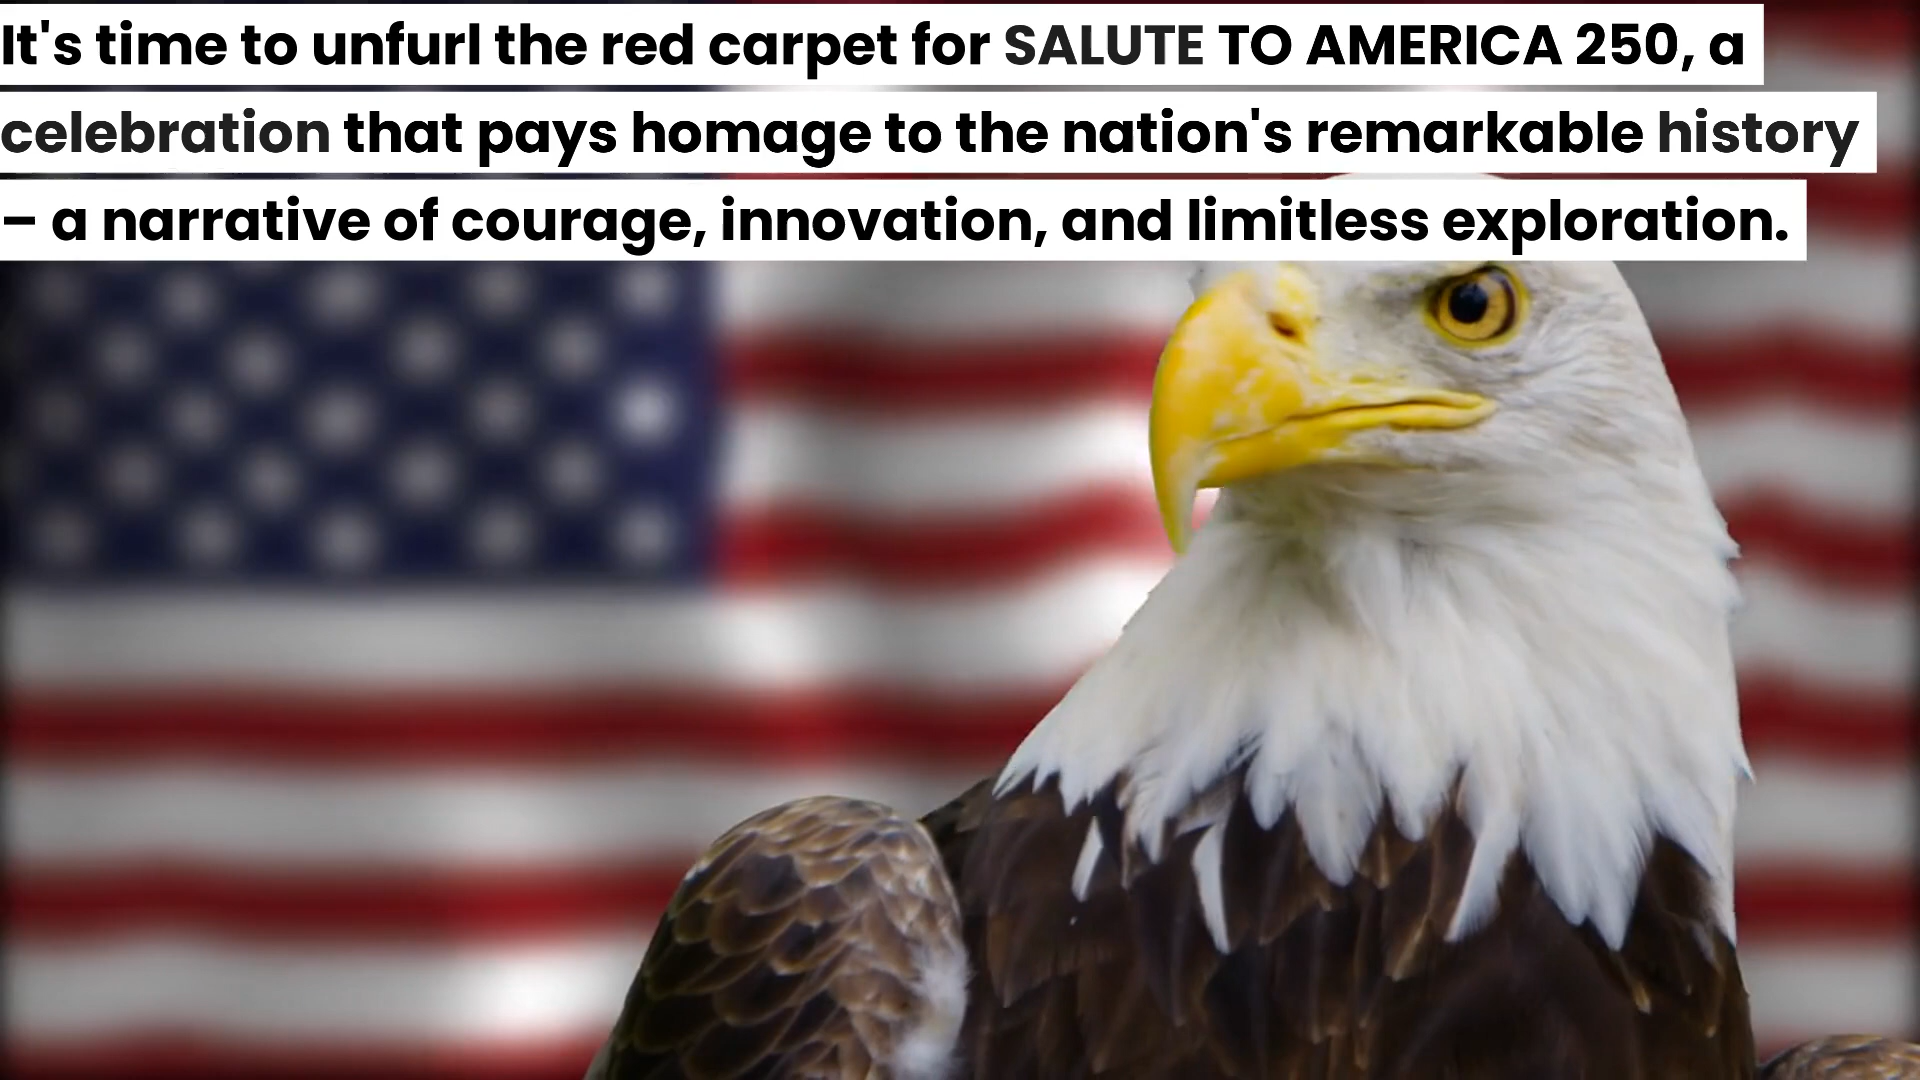 It's time to unfurl the red carpet for SALUTE TO AMERICA 250, a
celebration that pays homage to the nation's remarkable history
– a narrative of courage, innovation, and limitless exploration.